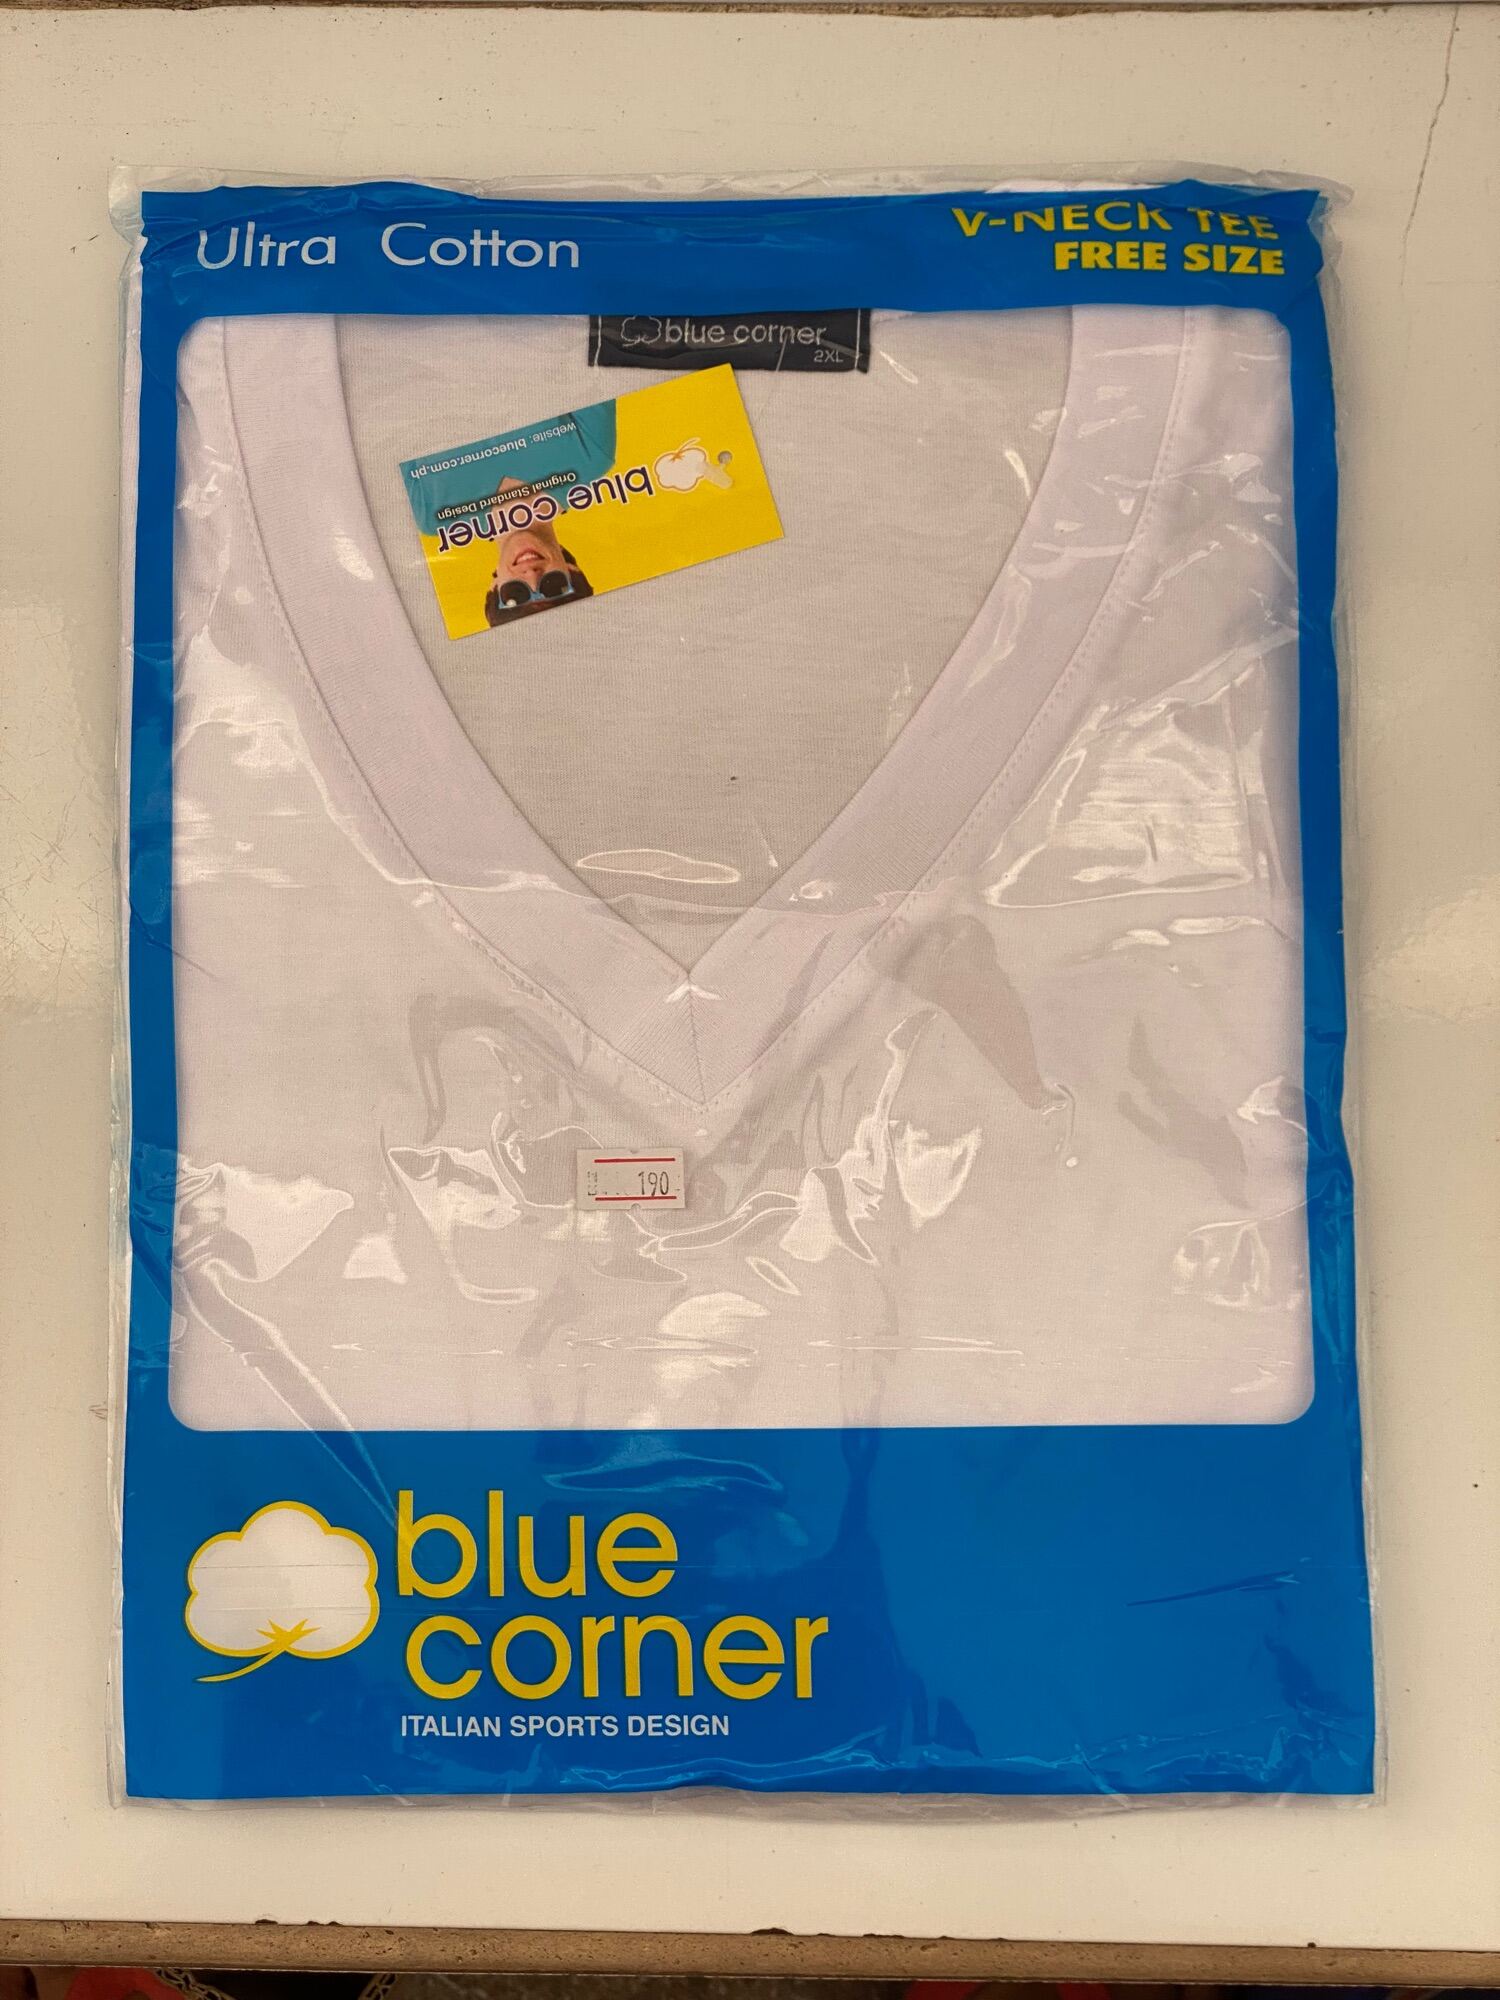 Ultra Cotton
V-NECK TEE
FREE SIZE
blue corner
2XL
blue corner
Original Standard Design
website: bluecorner.com.ph
190
blue
corner
ITALIAN SPORTS DESIGN